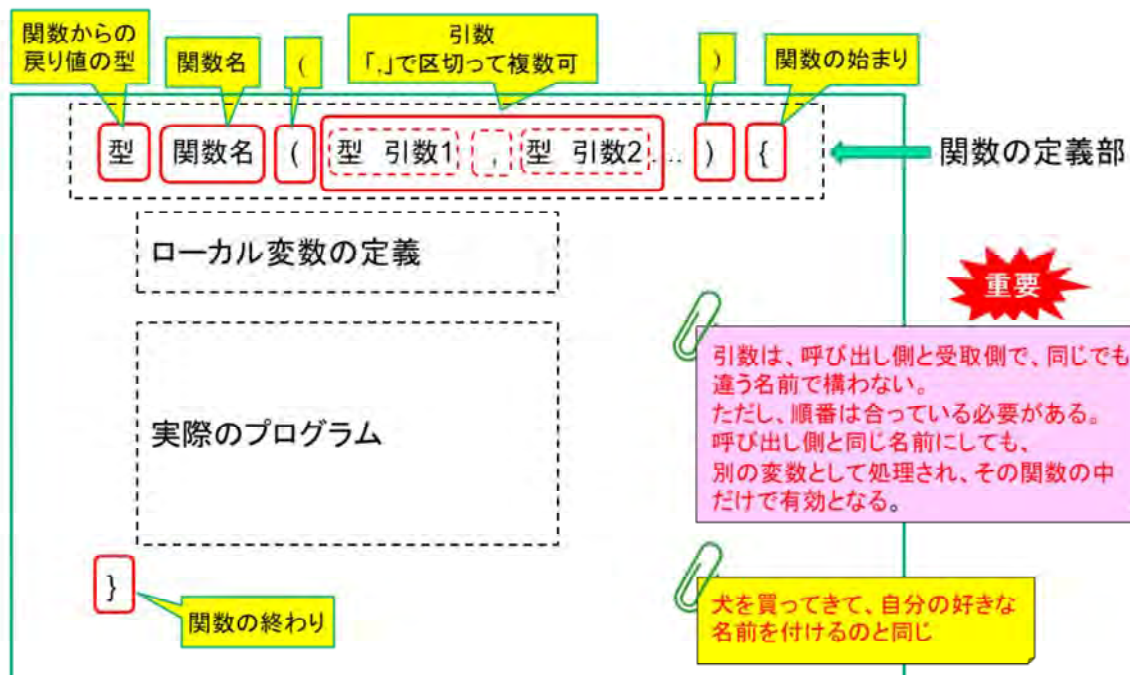 関数からの
戻り値の型
関数名
(
引数
「,」で区切って複数可
)
関数の始まり
型 関数名 ( 型 引数1 , 型 引数2 .... ) {
関数の定義部
ローカル変数の定義
重要
引数は、呼び出し側と受取側で、同じでも
違う名前で構わない。
ただし、順番は合っている必要がある。
呼び出し側と同じ名前にしても、
別の変数として処理され、その関数の中
だけで有効となる。
実際のプログラム
}
関数の終わり
犬を買ってきて、自分の好きな
名前を付けるのと同じ